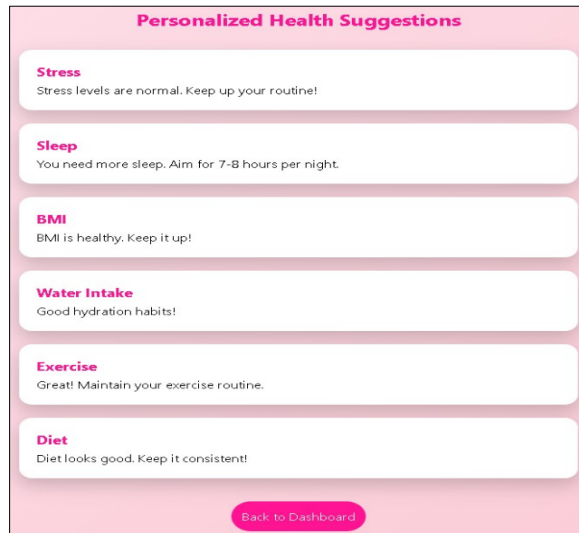 Personalized Health Suggestions
Stress
Stress levels are normal. Keep up your routine!
Sleep
You need more sleep. Aim for 7-8 hours per night.
BMI
BMI is healthy. Keep it up!
Water Intake
Good hydration habits!
Exercise
Great! Maintain your exercise routine.
Diet
Diet looks good. Keep it consistent!
Back to Dashboard